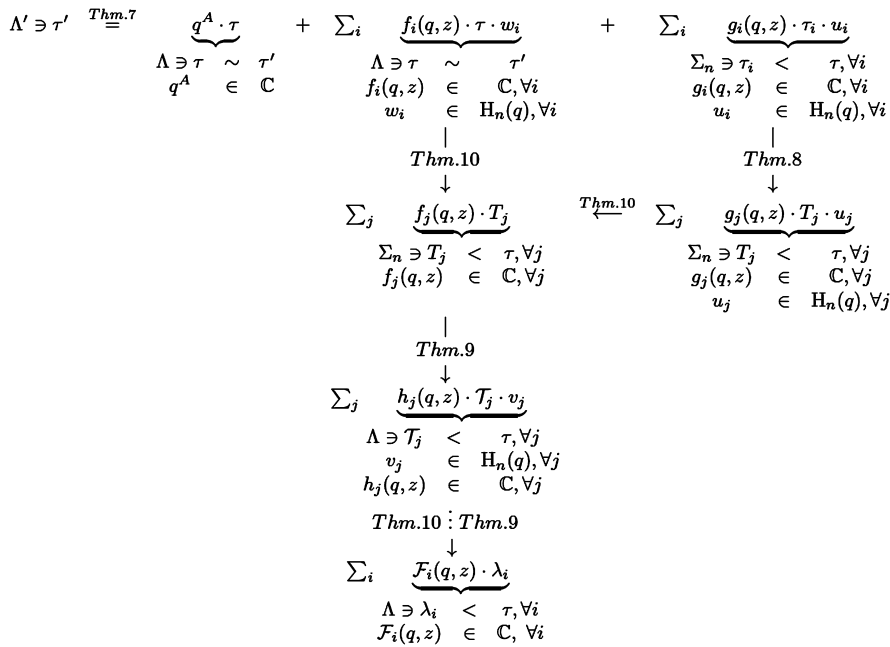 Λ′ ∋ τ′ \overset{Thm.7}{=} q^A · τ + ∑_i f_i(q, z) · τ · w_i + ∑_i g_i(q, z) · τ_i · u_i
Λ ∋ τ ∼ τ′ Λ ∋ τ ∼ τ′ Σ_n ∋ τ_i < τ, ∀i
q^A ∈ ℂ f_i(q, z) ∈ ℂ, ∀i g_i(q, z) ∈ ℂ, ∀i
w_i ∈ H_n(q), ∀i u_i ∈ H_n(q), ∀i
| |
Thm.10 Thm.8
↓ ↓
∑_j f_j(q, z) · T_j \overset{Thm.10}{←} ∑_j g_j(q, z) · T_j · u_j
Σ_n ∋ T_j < τ, ∀j Σ_n ∋ T_j < τ, ∀j
f_j(q, z) ∈ ℂ, ∀j g_j(q, z) ∈ ℂ, ∀j
u_j ∈ H_n(q), ∀j
|
Thm.9
↓
∑_j h_j(q, z) · 𝒯_j · v_j
Λ ∋ 𝒯_j < τ, ∀j
v_j ∈ H_n(q), ∀j
h_j(q, z) ∈ ℂ, ∀j
Thm.10 ⋮ Thm.9
↓
∑_i ℱ_i(q, z) · λ_i
Λ ∋ λ_i < τ, ∀i
ℱ_i(q, z) ∈ ℂ, ∀i